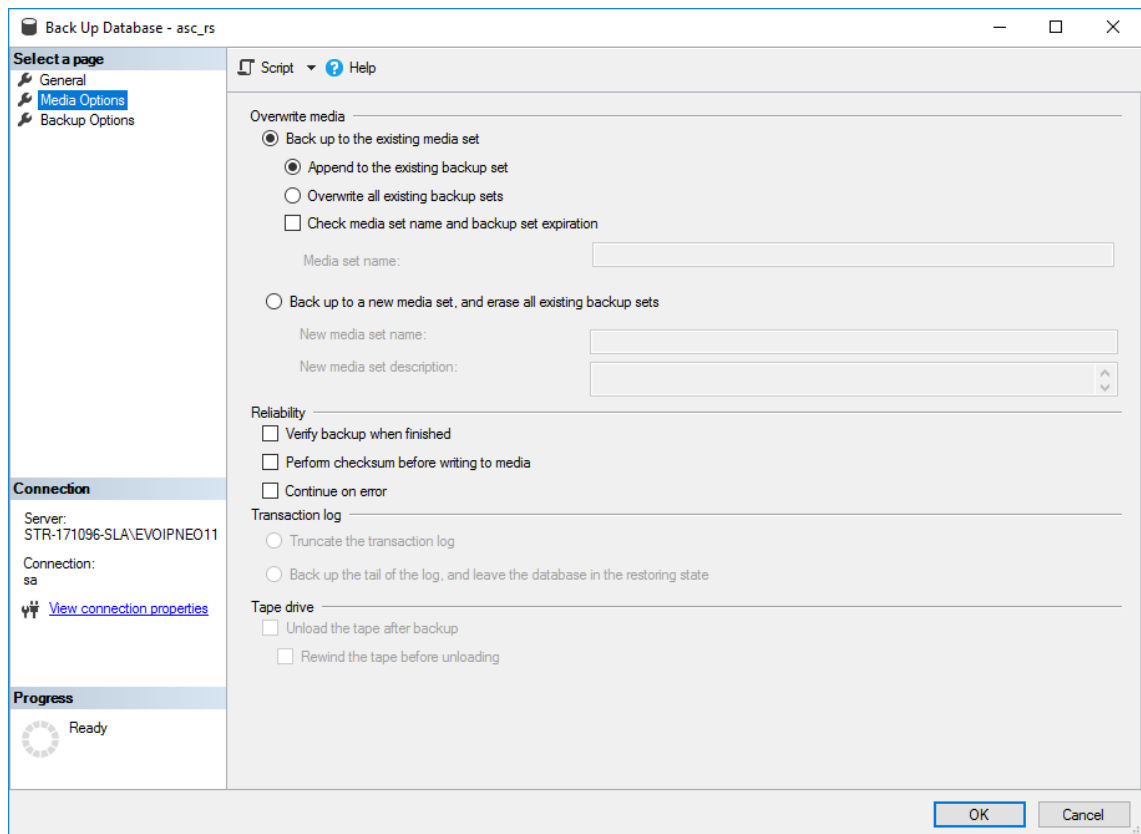 Back Up Database - asc_rs
Select a page
General
Media Options
Backup Options
Script
Help
Overwrite media
Back up to the existing media set
Append to the existing backup set
Overwrite all existing backup sets
Check media set name and backup set expiration
Media set name:
Back up to a new media set, and erase all existing backup sets
New media set name:
New media set description:
Reliability
Verify backup when finished
Perform checksum before writing to media
Continue on error
Transaction log
Truncate the transaction log
Back up the tail of the log, and leave the database in the restoring state
Tape drive
Unload the tape after backup
Rewind the tape before unloading
Connection
Server:
STR-171096-SLA\EVOIPNEO11
Connection:
sa
View connection properties
Progress
Ready
OK
Cancel